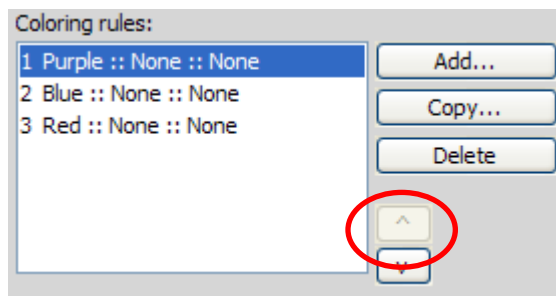 Coloring rules:
1 Purple :: None :: None
2 Blue :: None :: None
3 Red :: None :: None
Add...
Copy...
Delete
^
v